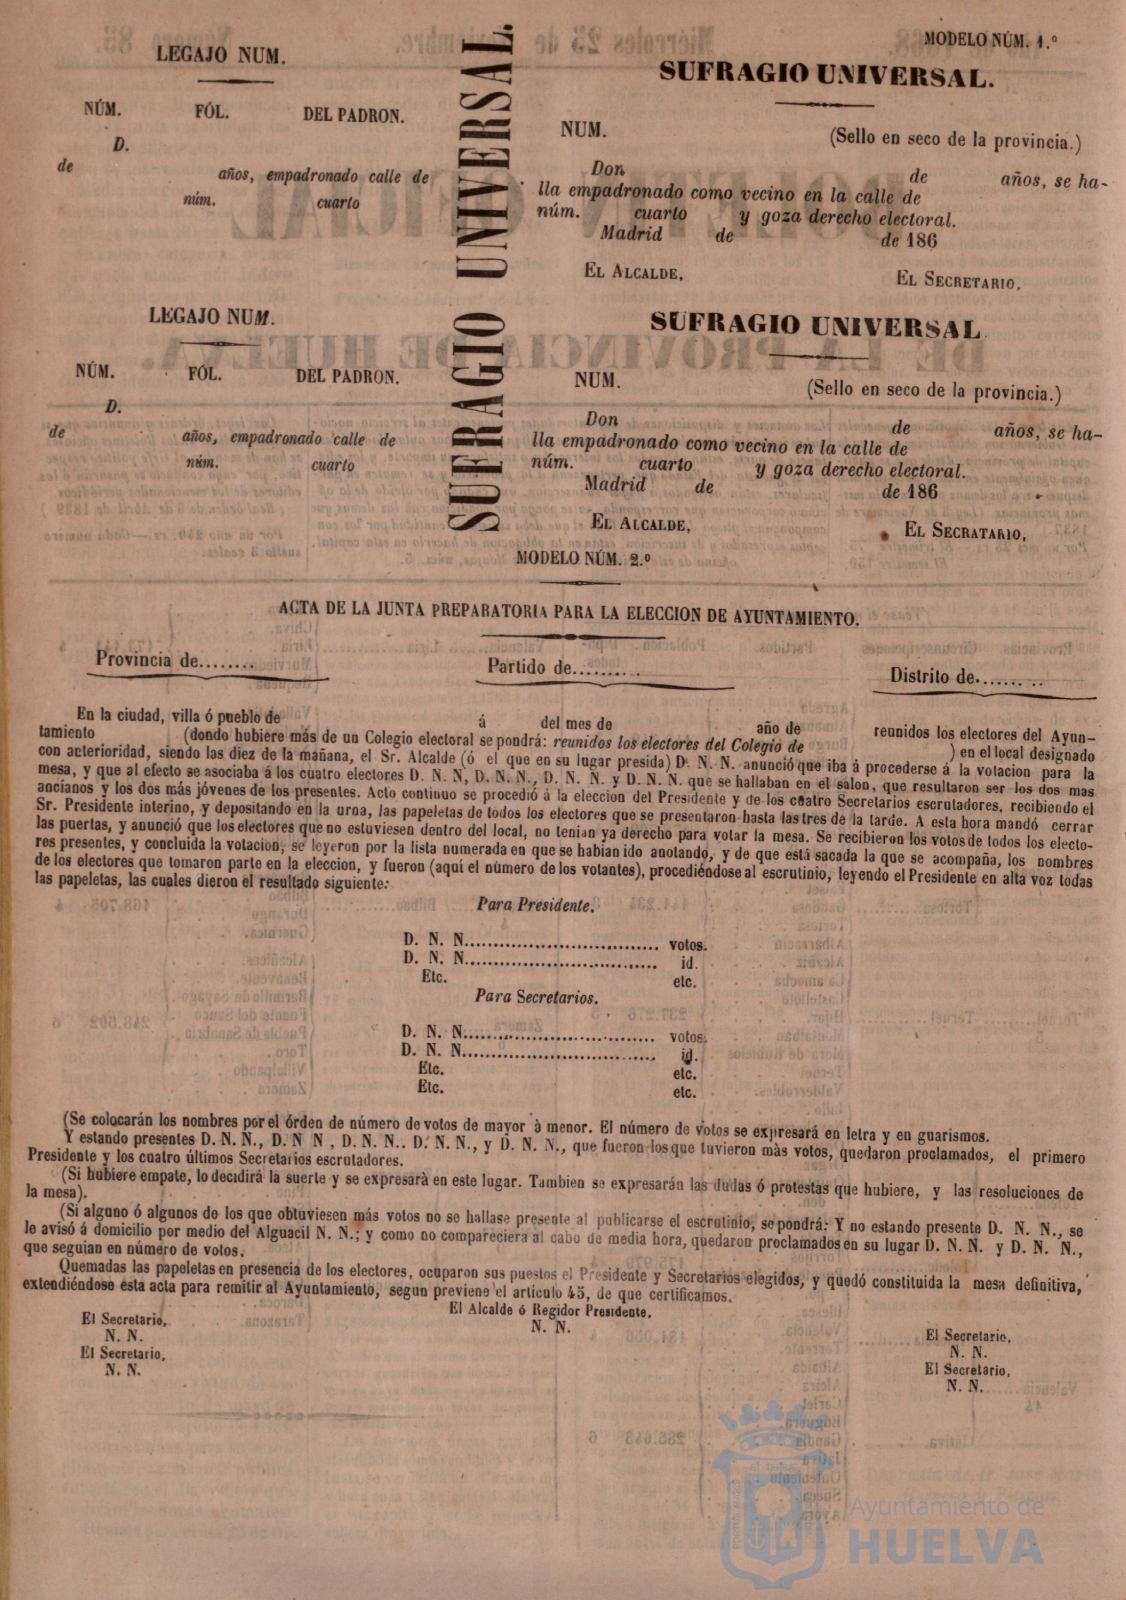 MODELO NÚM. 1.º
LEGAJO NUM.
NÚM. FÓL. DEL PADRON.
D.
de años, empadronado calle de
núm. cuarto
SUFRAGIO UNIVERSAL.
SUFRAGIO UNIVERSAL.
NUM. (Sello en seco de la provincia.)
Don de años, se ha-
lla empadronado como vecino en la calle de
núm. cuarto y goza derecho electoral.
Madrid de de 186
EL ALCALDE, EL SECRETARIO,
LEGAJO NUM.
NÚM. FÓL. DEL PADRON.
D.
de años, empadronado calle de
núm. cuarto
SUFRAGIO UNIVERSAL
NUM. (Sello en seco de la provincia.)
Don de años, se ha-
lla empadronado como vecino en la calle de
núm. cuarto y goza derecho electoral.
Madrid de de 186
EL ALCALDE, EL SECRATARIO,
MODELO NÚM. 2.º
ACTA DE LA JUNTA PREPARATORIA PARA LA ELECCION DE AYUNTAMIENTO.
Provincia de........ Partido de.......... Distrito de..........
En la ciudad, villa ó pueblo de á del mes de año de reunidos los electores del Ayun-
tamiento (dondo hubiere más de un Colegio electoral se pondrá: reunidos los electores del Colegio de ) en el local designado
con anterioridad, siendo las diez de la mañana, el Sr. Alcalde (ó el que en su lugar presida) D. N. N. anunció que iba á procederse á la votacion para la
mesa, y que al efecto se asociaba á los cuatro electores D. N. N, D. N. N., D. N. N. y D. N. N. que se hallaban en el salon, que resultaron ser los dos mas
ancianos y los dos más jóvenes de los presentes. Acto continuo se procedió á la eleccion del Presidente y de los cuatro Secretarios escrutadores, recibiendo el
Sr. Presidente interino, y depositando en la urna, las papeletas de todos los electores que se presentaron hasta las tres de la tarde. A esta hora mandó cerrar
las puertas, y anunció que los electores que no estuviesen dentro del local, no tenian ya derecho para votar la mesa. Se recibieron los votos de todos los electo-
res presentes, y concluida la votacion, se leyeron por la lista numerada en que se habian ido anotando, y de que está sacada la que se acompaña, los nombres
de los electores que tomaron parte en la eleccion, y fueron (aquí el número de los votantes), procediéndose al escrutinio, leyendo el Presidente en alta voz todas
las papeletas, las cuales dieron el resultado siguiente:
Para Presidente.
D. N. N................................. votos.
D. N. N................................. id.
Etc. etc.
Para Secretarios.
D. N. N................................. votos.
D. N. N................................. id.
Etc. etc.
Etc. etc.
(Se colocarán los nombres por el órden de número de votos de mayor à menor. El número de votos se expresará en letra y en guarismos.
Y estando presentes D. N. N., D. N N , D. N. N.. D. N. N., y D. N. N., que fueron los que tuvieron màs votos, quedaron proclamados, el primero
Presidente y los cuatro últimos Secretarios escrutadores.
(Si hubiere empate, lo decidirá la suerte y se expresarà en este lugar. Tambien se expresarán las dudas ó protestas que hubiere, y las resoluciones de
la mesa).
(Si alguno ó algunos de los que obtuviesen más votos no se hallase presente al publicarse el escrutinio, se pondrá: Y no estando presente D. N. N., se
le avisó á domicilio por medio del Alguacil N. N.; y como no compareciera al cabo de media hora, quedaron proclamados en su lugar D. N. N. y D. N. N.,
que seguian en número de votos.
Quemadas las papeletas en presencia de los electores, ocuparon sus puestos el Presidente y Secretarios elegidos, y quedó constituida la mesa definitiva,
extendiéndose esta acta para remitir al Ayuntamiento, segun previene el artículo 45, de que certificamos.
El Alcalde ó Regidor Presidente,
N. N.
El Secretario,
N. N.
El Secretario,
N. N.
El Secretario,
N. N.
El Secretario,
N. N.
Ayuntamiento de
HUELVA